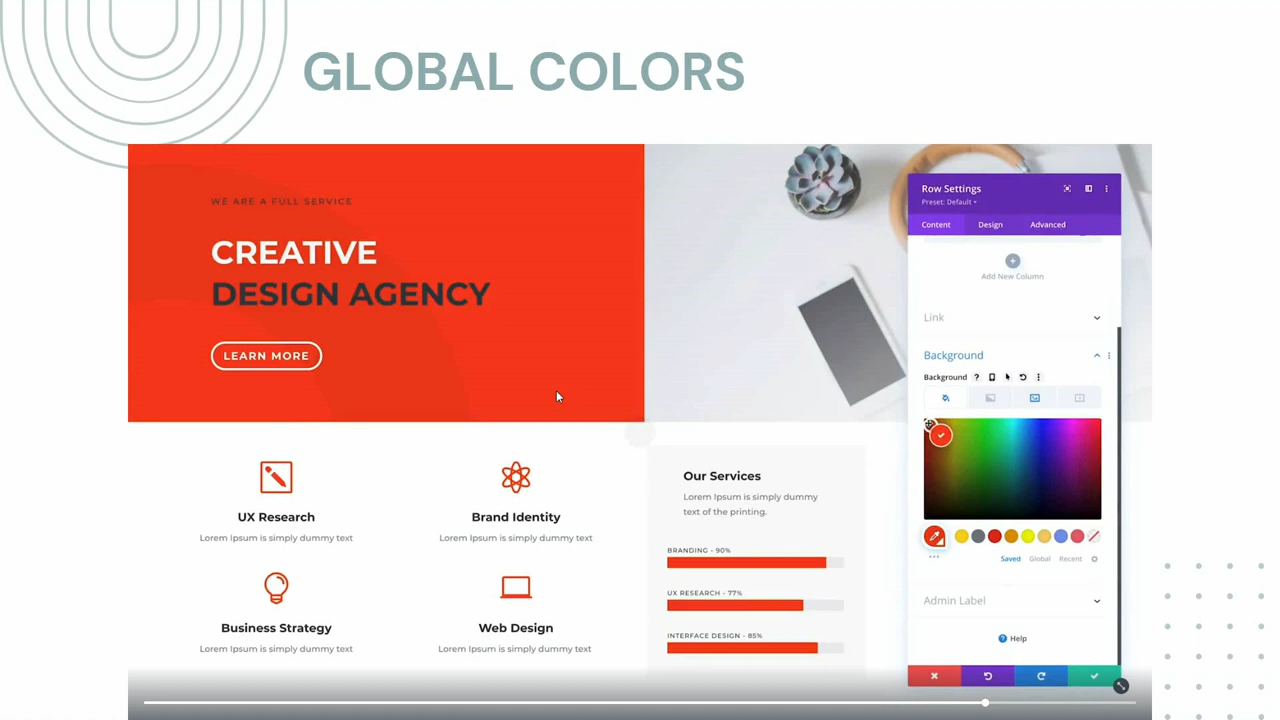 GLOBAL COLORS
WE ARE A FULL SERVICE
CREATIVE
DESIGN AGENCY
LEARN MORE
UX Research
Lorem Ipsum is simply dummy
Brand Identity
Lorem Ipsum is simply dummy
Business Strategy
Lorem Ipsum is simply dummy
Web Design
Lorem Ipsum is simply dummy
Our Services
Lorem Ipsum is simply dummy
text of the printing.
BRANDING - 90%
UX RESEARCH - 77%
INTERFACE DESIGN - 85%
Row Settings
Preset: Default
Content Design Advanced
Add New Column
Link
Background
Background ?
Saved Global Recent
Admin Label
? Help